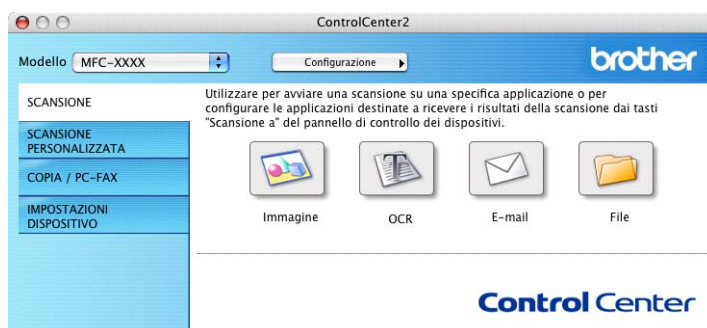 ControlCenter2
Modello MFC-XXXX Configurazione brother
SCANSIONE
SCANSIONE
PERSONALIZZATA
COPIA / PC-FAX
IMPOSTAZIONI
DISPOSITIVO
Utilizzare per avviare una scansione su una specifica applicazione o per
configurare le applicazioni destinate a ricevere i risultati della scansione dai tasti
"Scansione a" del pannello di controllo dei dispositivi.
Immagine OCR E-mail File
Control Center